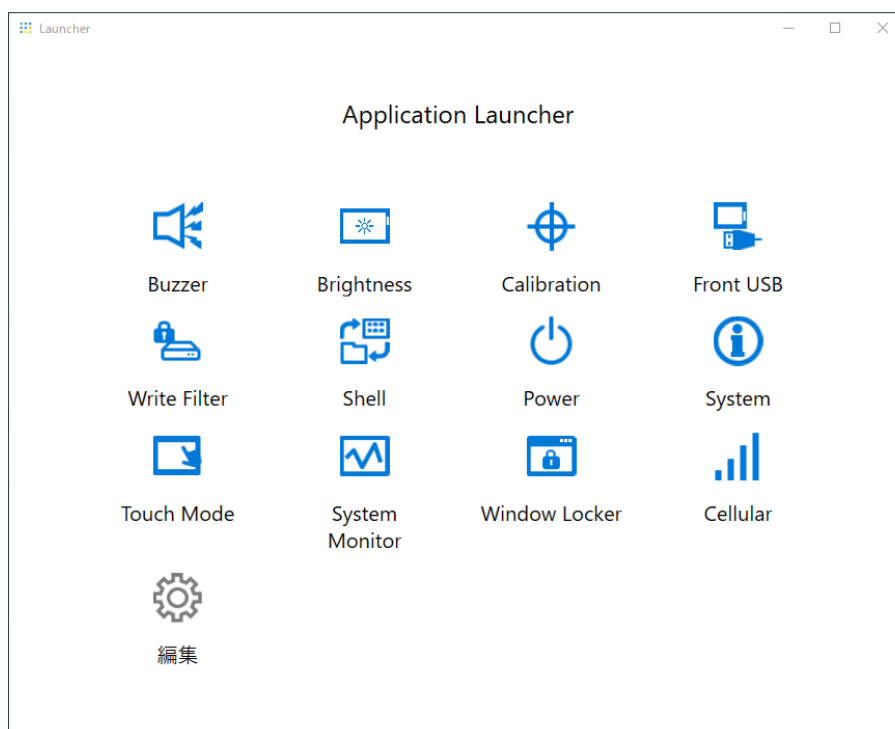 Launcher
Application Launcher
Buzzer
Brightness
Calibration
Front USB
Write Filter
Shell
Power
System
Touch Mode
System
Monitor
Window Locker
Cellular
編集